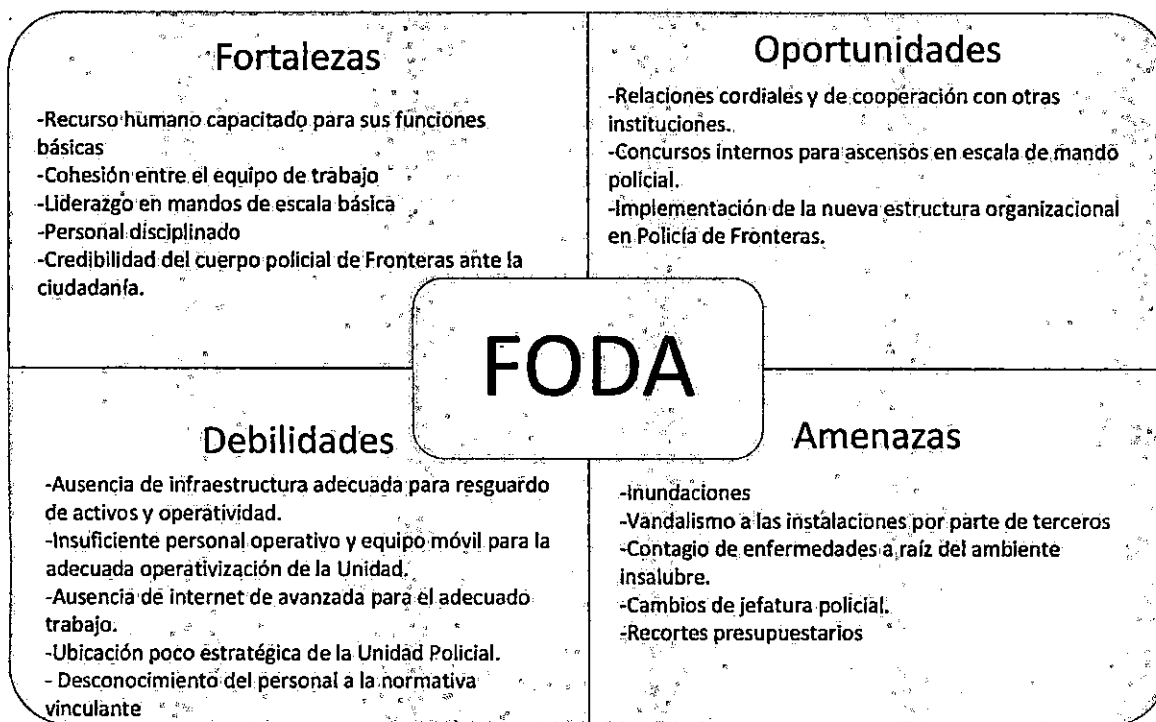 Fortalezas
-Recurso humano capacitado para sus funciones
básicas
-Cohesión entre el equipo de trabajo
-Liderazgo en mandos de escala básica
-Personal disciplinado
-Credibilidad del cuerpo policial de Fronteras ante la
ciudadanía.
Oportunidades
-Relaciones cordiales y de cooperación con otras
instituciones.
-Concursos internos para ascensos en escala de mando
policial.
-Implementación de la nueva estructura organizacional
en Policía de Fronteras.
FODA
Debilidades
-Ausencia de infraestructura adecuada para resguardo
de activos y operatividad.
-Insuficiente personal operativo y equipo móvil para la
adecuada operativización de la Unidad.
-Ausencia de internet de avanzada para el adecuado
trabajo.
-Ubicación poco estratégica de la Unidad Policial.
- Desconocimiento del personal a la normativa
vinculante
Amenazas
-Inundaciones
-Vandalismo a las instalaciones por parte de terceros
-Contagio de enfermedades a raíz del ambiente
insalubre.
-Cambios de jefatura policial.
-Recortes presupuestarios